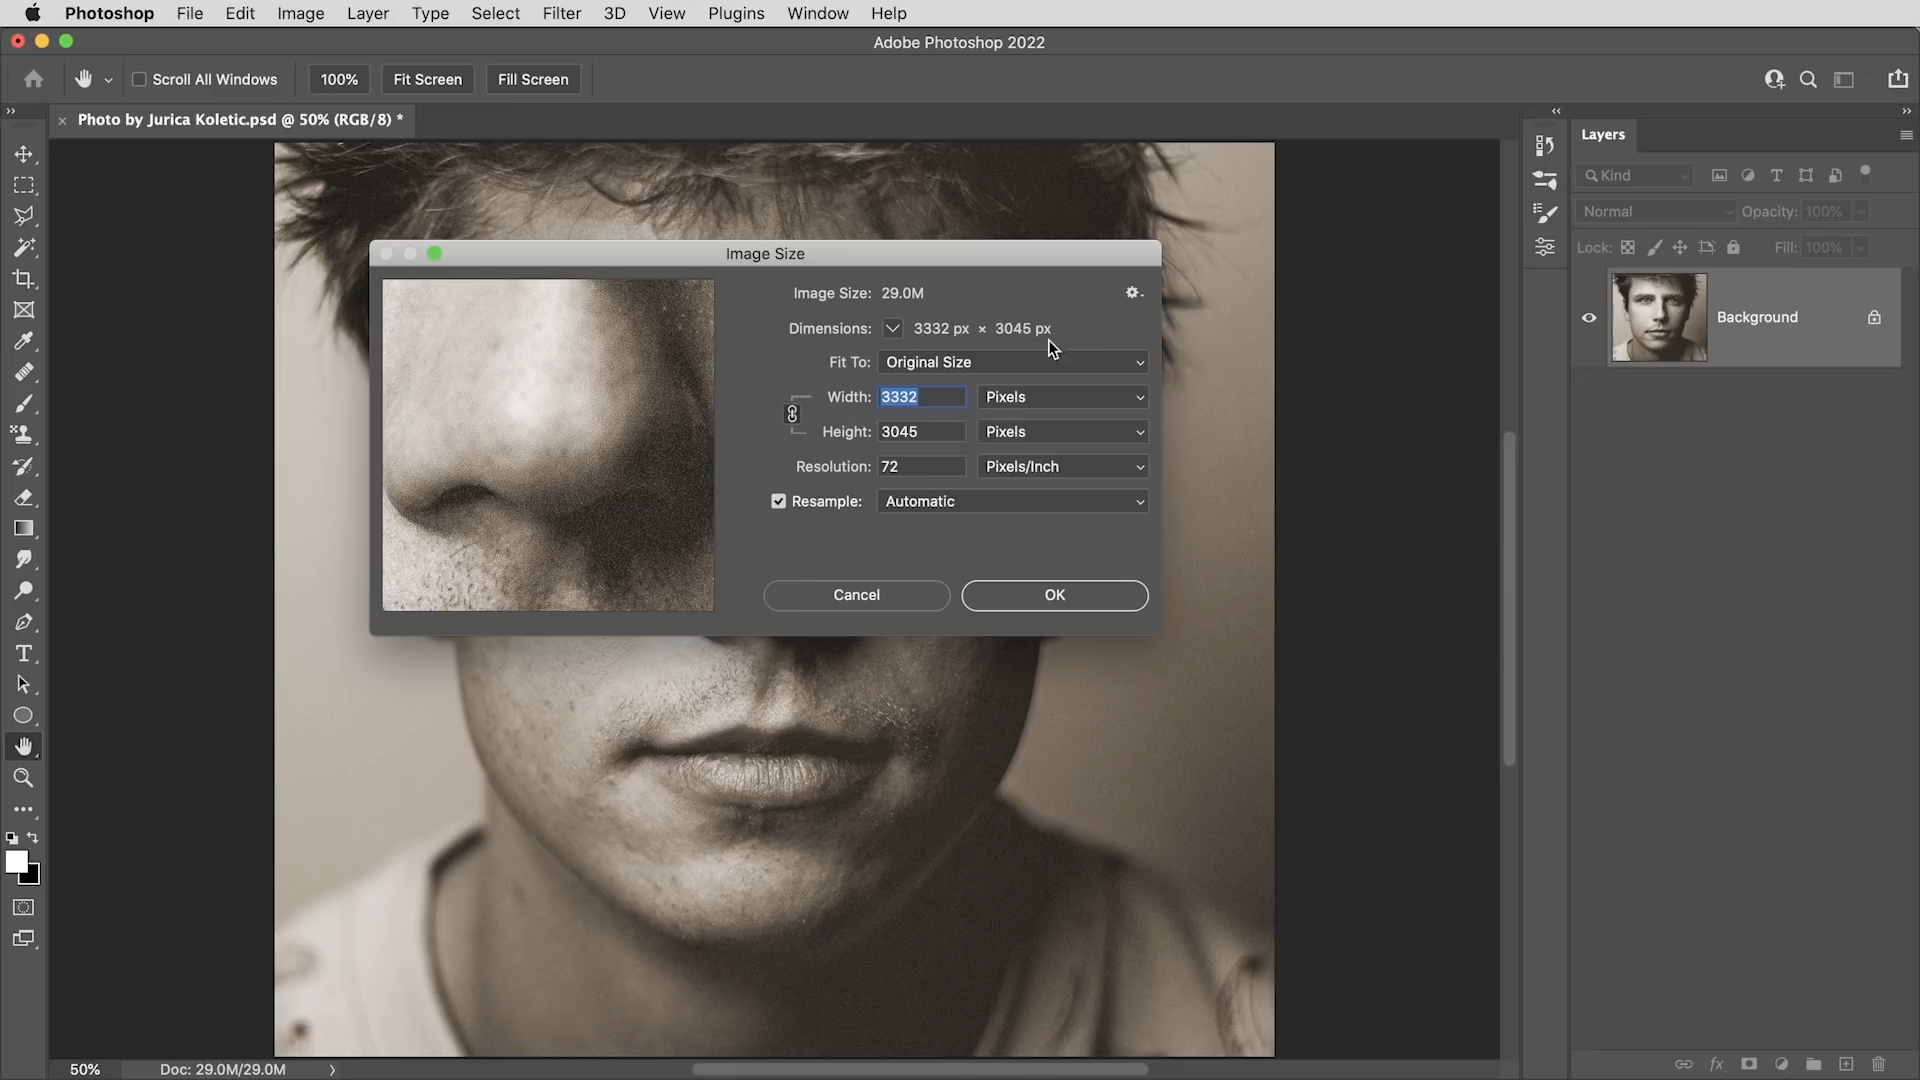 Photoshop File Edit Image Layer Type Select Filter 3D View Plugins Window Help
Adobe Photoshop 2022
Scroll All Windows 100% Fit Screen Fill Screen
Photo by Jurica Koletic.psd @ 50% (RGB/8) *
Image Size
Image Size: 29.0M
Dimensions: 3332 px × 3045 px
Fit To: Original Size
Width: 3332 Pixels
Height: 3045 Pixels
Resolution: 72 Pixels/Inch
Resample: Automatic
Cancel OK
Layers
Kind
Normal Opacity: 100%
Lock: Fill: 100%
Background
50% Doc: 29.0M/29.0M